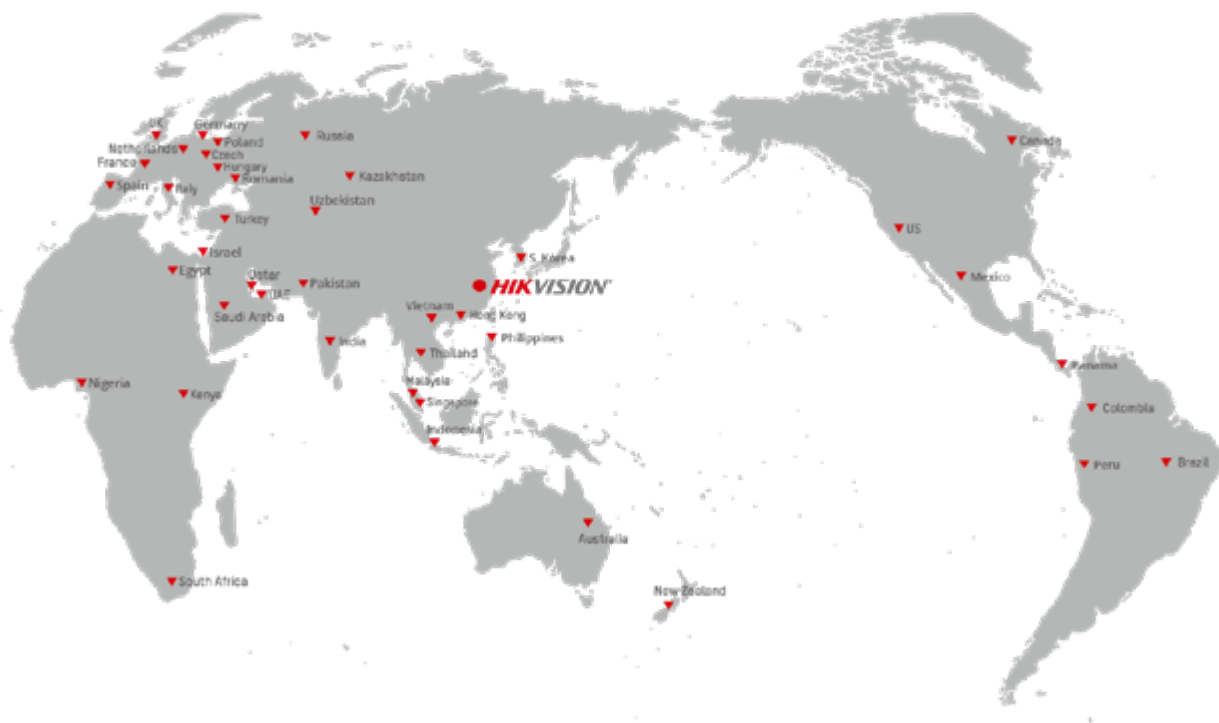 UK
Germany
Netherlands
Poland
Czech
France
Hungary
Romania
Spain
Italy
Russia
Kazakhstan
Uzbekistan
Turkey
Israel
Egypt
Qatar
UAE
Saudi Arabia
Pakistan
S. Korea
HIKVISION
Vietnam
Hong Kong
India
Philippines
Thailand
Nigeria
Kenya
Malaysia
Singapore
Indonesia
Australia
South Africa
New Zealand
Canada
US
Mexico
Panama
Colombia
Peru
Brazil